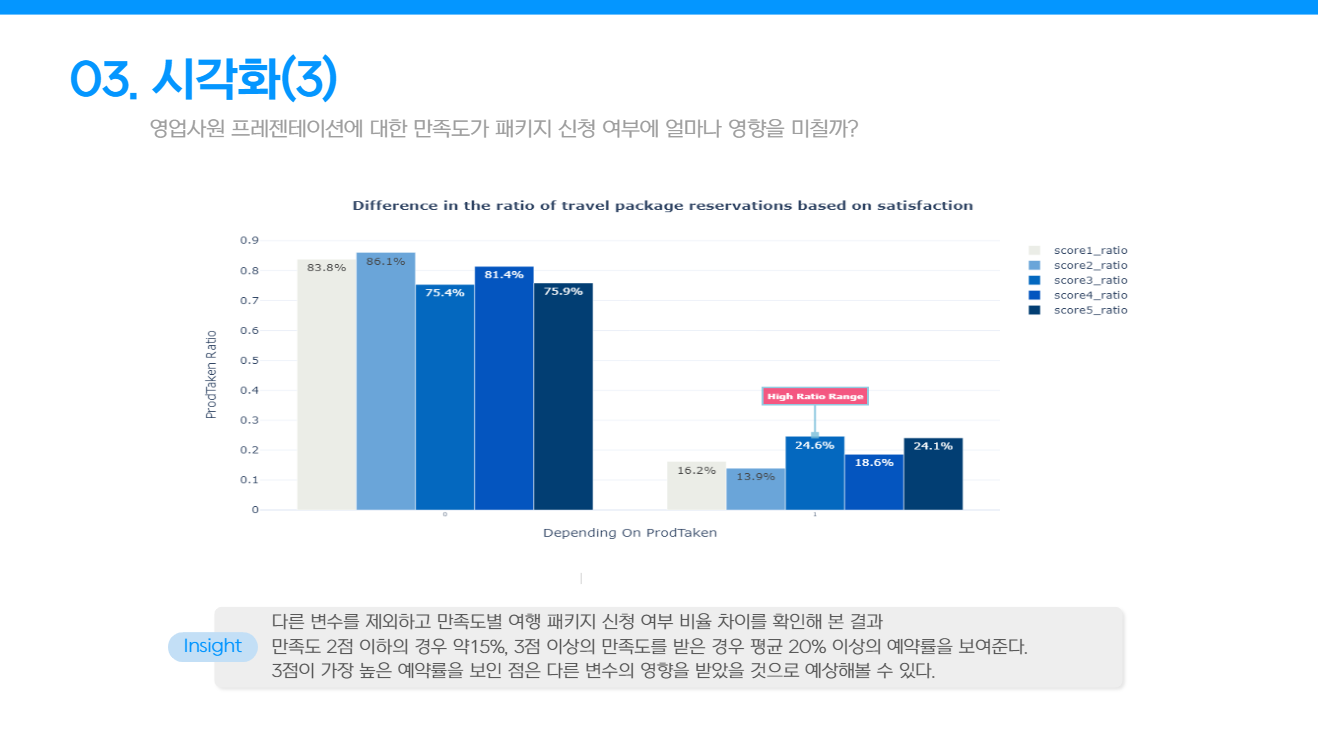 03. 시각화(3)
영업사원 프레젠테이션에 대한 만족도가 패키지 신청 여부에 얼마나 영향을 미칠까?
Difference in the ratio of travel package reservations based on satisfaction
0.9
0.8
0.7
0.6
0.5
0.4
0.3
0.2
0.1
0
ProdTaken Ratio
83.8%
86.1%
75.4%
81.4%
75.9%
High Ratio Range
16.2%
13.9%
24.6%
18.6%
24.1%
0
1
Depending On ProdTaken
score1_ratio
score2_ratio
score3_ratio
score4_ratio
score5_ratio
Insight
다른 변수를 제외하고 만족도별 여행 패키지 신청 여부 비율 차이를 확인해 본 결과
만족도 2점 이하의 경우 약15%, 3점 이상의 만족도를 받은 경우 평균 20% 이상의 예약률을 보여준다.
3점이 가장 높은 예약률을 보인 점은 다른 변수의 영향을 받았을 것으로 예상해볼 수 있다.